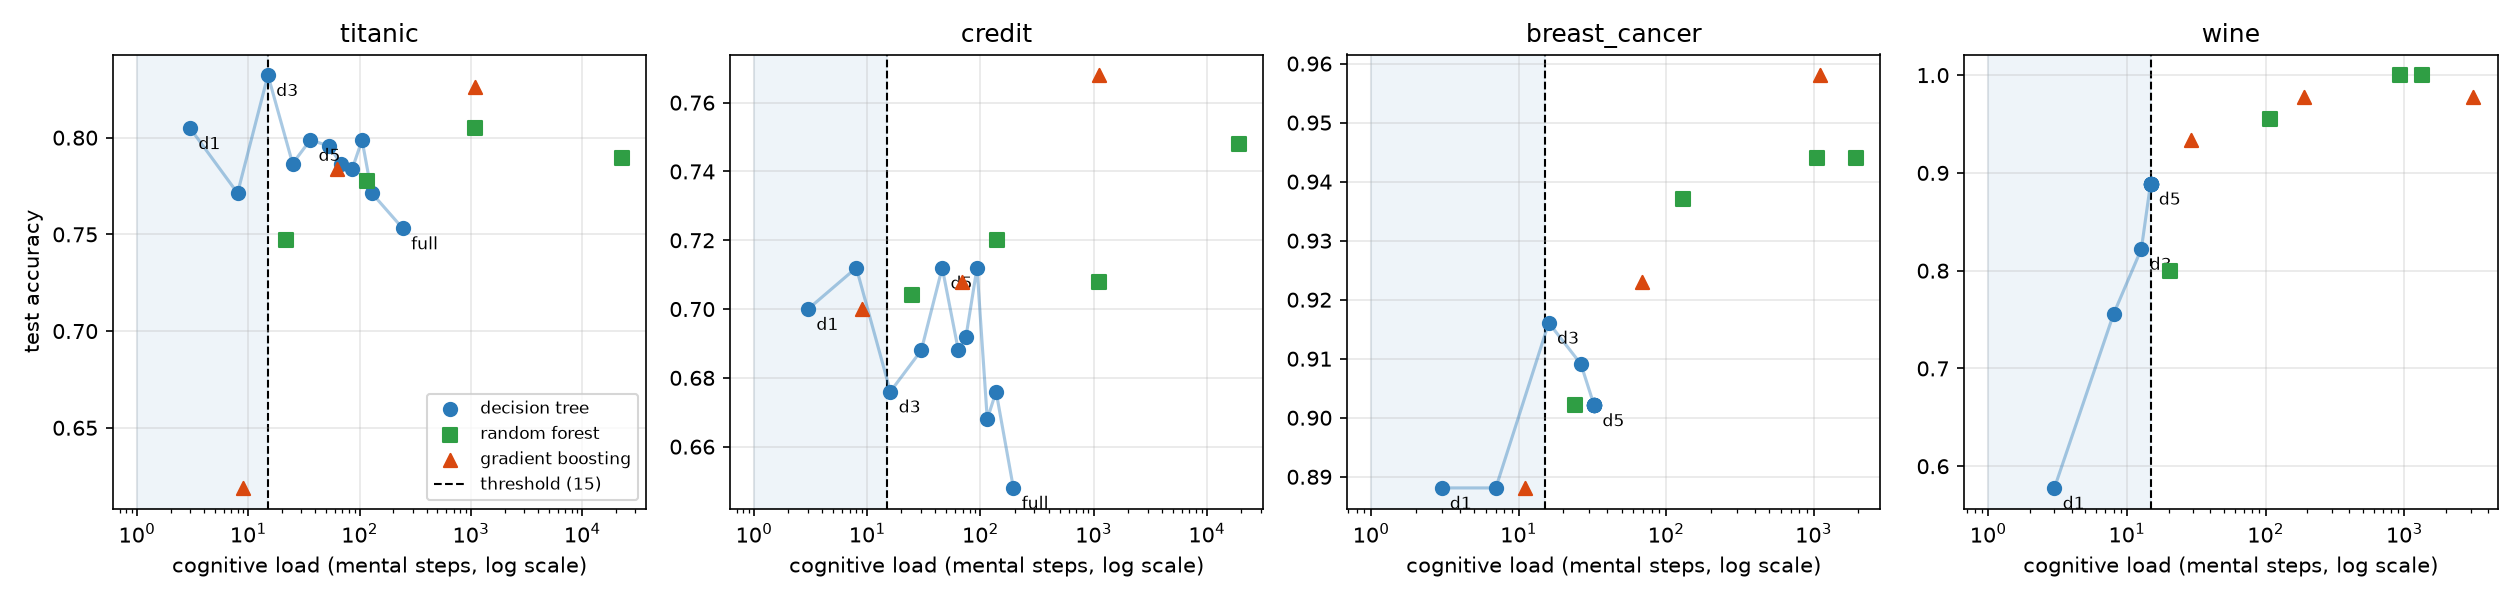 titanic
test accuracy
0.80
0.75
0.70
0.65
d1
d3
d5
full
decision tree
random forest
gradient boosting
threshold (15)
10⁰ 10¹ 10² 10³ 10⁴
cognitive load (mental steps, log scale)
credit
0.76
0.74
0.72
0.70
0.68
0.66
d1
d3
d5
full
10⁰ 10¹ 10² 10³ 10⁴
cognitive load (mental steps, log scale)
breast_cancer
0.96
0.95
0.94
0.93
0.92
0.91
0.90
0.89
d1
d3
d5
10⁰ 10¹ 10² 10³
cognitive load (mental steps, log scale)
wine
1.0
0.9
0.8
0.7
0.6
d1
d3
d5
10⁰ 10¹ 10² 10³
cognitive load (mental steps, log scale)